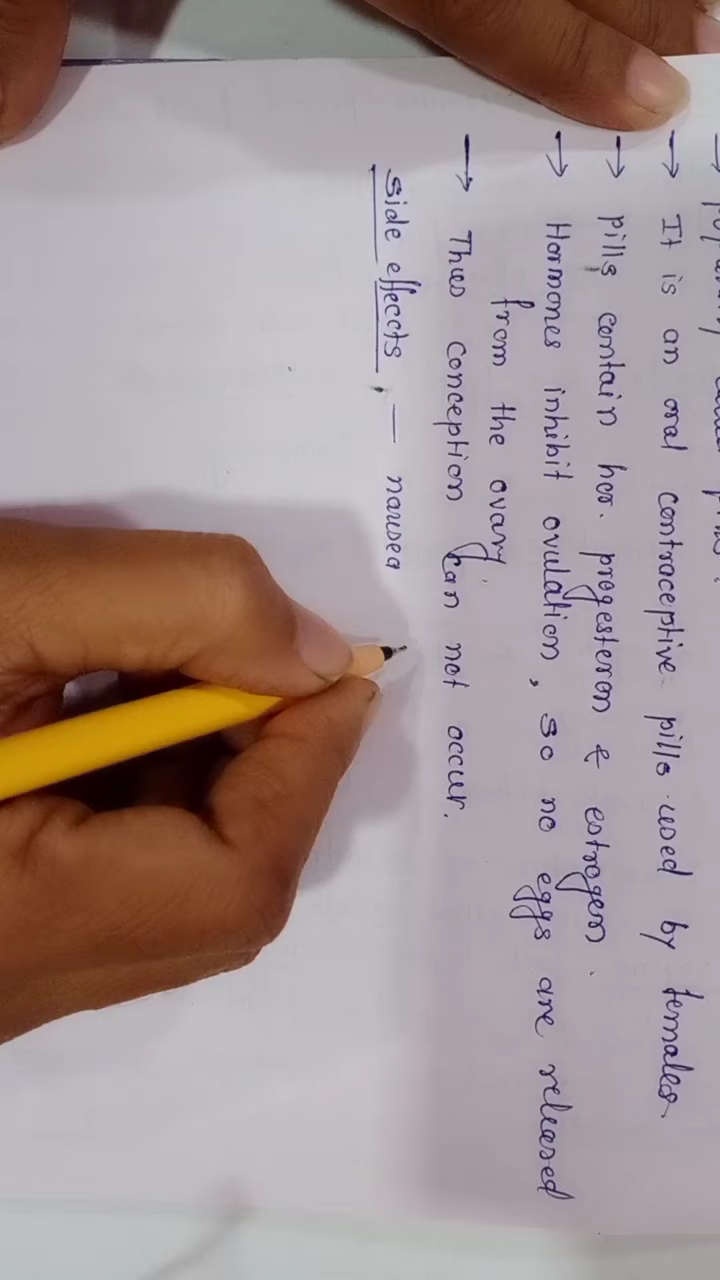 → It is an oral contraceptive pills used by females.
→ pills contain hor. progesteron & estrogen.
→ Hormones inhibit ovulation, so no eggs are released
from the ovary.
→ Thus conception can not occur.
Side effects, — nausea